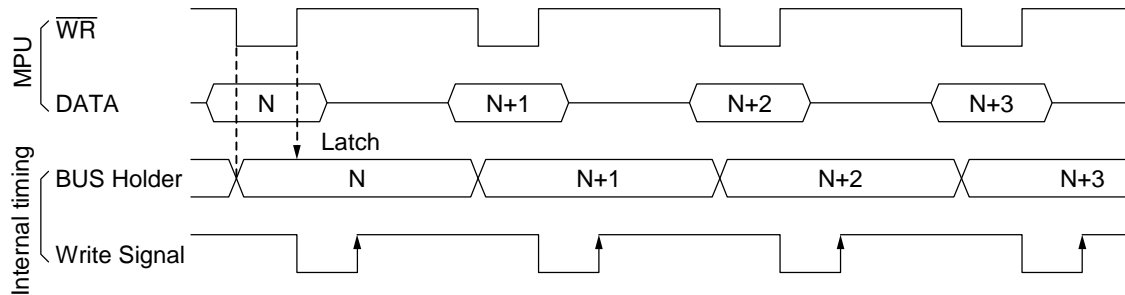 MPU
WR
DATA
N
N+1
N+2
N+3
Latch
Internal timing
BUS Holder
N
N+1
N+2
N+3
Write Signal